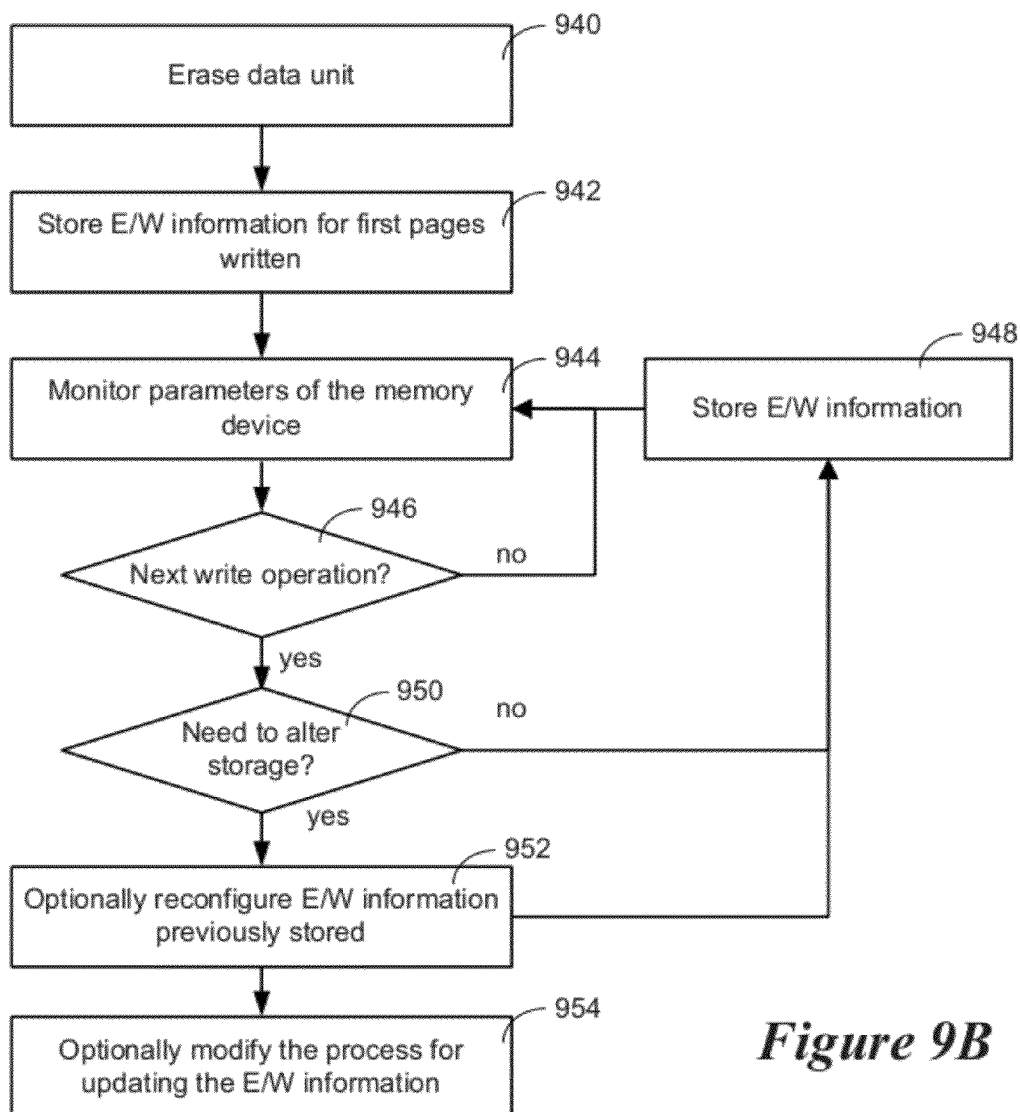 940
Erase data unit
942
Store E/W information for first pages
written
944
Monitor parameters of the memory
device
948
Store E/W information
946
Next write operation?
no
yes
950
Need to alter
storage?
no
yes
952
Optionally reconfigure E/W information
previously stored
954
Optionally modify the process for
updating the E/W information
Figure 9B